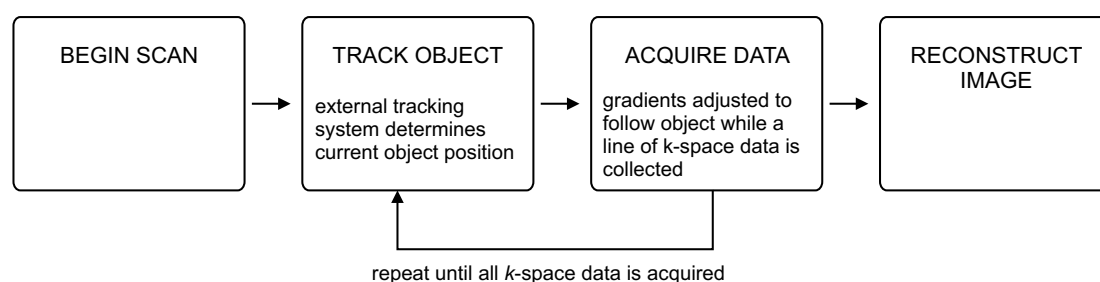 BEGIN SCAN
TRACK OBJECT
external tracking
system determines
current object position
ACQUIRE DATA
gradients adjusted to
follow object while a
line of k-space data is
collected
RECONSTRUCT
IMAGE
repeat until all k-space data is acquired